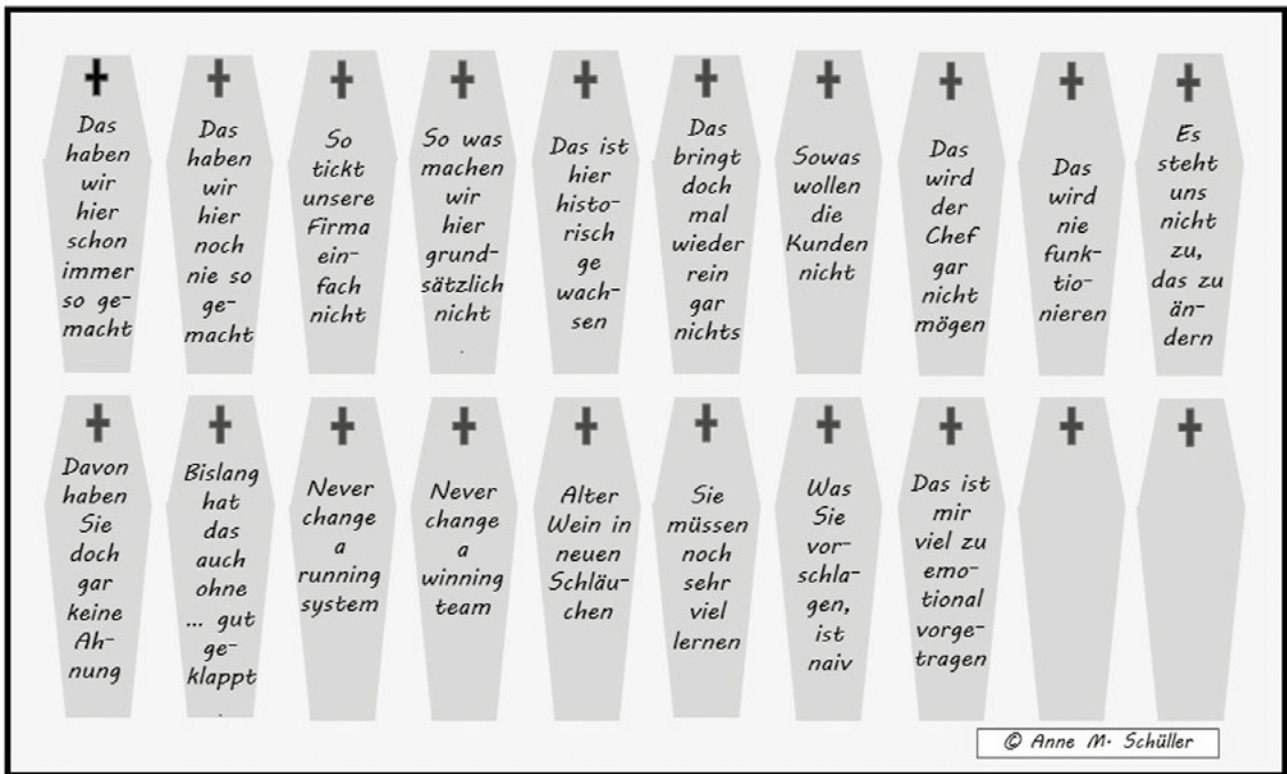 Das
haben
wir
hier
schon
immer
so ge-
macht
Das
haben
wir
hier
noch
nie so
ge-
macht
So
tickt
unsere
Firma
ein-
fach
nicht
So was
machen
wir
hier
grund-
sätzlich
nicht
.
Das ist
hier
histo-
risch
ge
wach-
sen
Das
bringt
doch
mal
wieder
rein
gar
nichts
Sowas
wollen
die
Kunden
nicht
Das
wird
der
Chef
gar
nicht
mögen
Das
wird
nie
funk-
tio-
nieren
Es
steht
uns
nicht
zu,
das zu
än-
dern
Davon
haben
Sie
doch
gar
keine
Ah-
nung
Bislang
hat
das
auch
ohne
... gut
ge-
klappt
.
Never
change
a
running
system
Never
change
a
winning
team
Alter
Wein in
neuen
Schläu-
chen
Sie
müssen
noch
sehr
viel
lernen
Was
Sie
vor-
schla-
gen,
ist
naiv
Das ist
mir
viel zu
emo-
tional
vorge-
tragen
© Anne M. Schüller